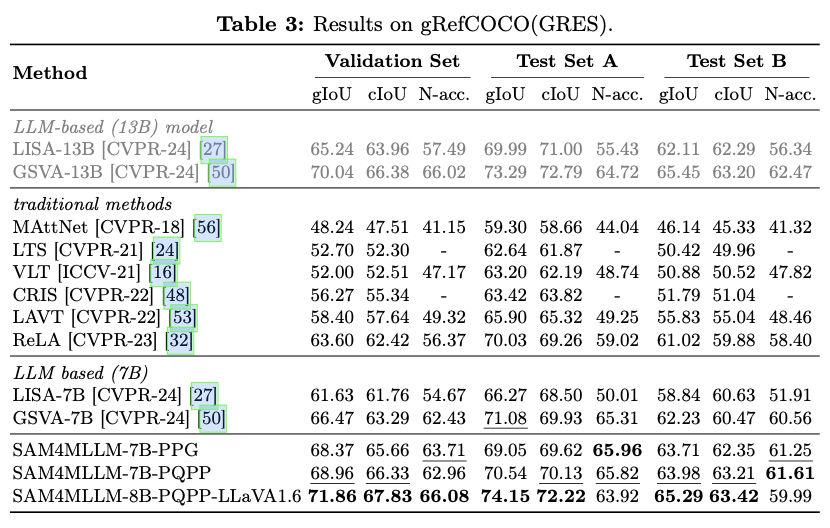 Table 3: Results on gRefCOCO(GRES).
Method Validation Set Test Set A Test Set B
gIoU cIoU N-acc. gIoU cIoU N-acc. gIoU cIoU N-acc.
LLM-based (13B) model
LISA-13B [CVPR-24] [27] 65.24 63.96 57.49 69.99 71.00 55.43 62.11 62.29 56.34
GSVA-13B [CVPR-24] [50] 70.04 66.38 66.02 73.29 72.79 64.72 65.45 63.20 62.47
traditional methods
MAttNet [CVPR-18] [56] 48.24 47.51 41.15 59.30 58.66 44.04 46.14 45.33 41.32
LTS [CVPR-21] [24] 52.70 52.30 - 62.64 61.87 - 50.42 49.96 -
VLT [ICCV-21] [16] 52.00 52.51 47.17 63.20 62.19 48.74 50.88 50.52 47.82
CRIS [CVPR-22] [48] 56.27 55.34 - 63.42 63.82 - 51.79 51.04 -
LAVT [CVPR-22] [53] 58.40 57.64 49.32 65.90 65.32 49.25 55.83 55.04 48.46
ReLA [CVPR-23] [32] 63.60 62.42 56.37 70.03 69.26 59.02 61.02 59.88 58.40
LLM based (7B)
LISA-7B [CVPR-24] [27] 61.63 61.76 54.67 66.27 68.50 50.01 58.84 60.63 51.91
GSVA-7B [CVPR-24] [50] 66.47 63.29 62.43 71.08 69.93 65.31 62.23 60.47 60.56
SAM4MLLM-7B-PPG 68.37 65.66 63.71 69.05 69.62 65.96 63.71 62.35 61.25
SAM4MLLM-7B-PQPP 68.96 66.33 62.96 70.54 70.13 65.82 63.98 63.21 61.61
SAM4MLLM-8B-PQPP-LLaVA1.6 71.86 67.83 66.08 74.15 72.22 63.92 65.29 63.42 59.99